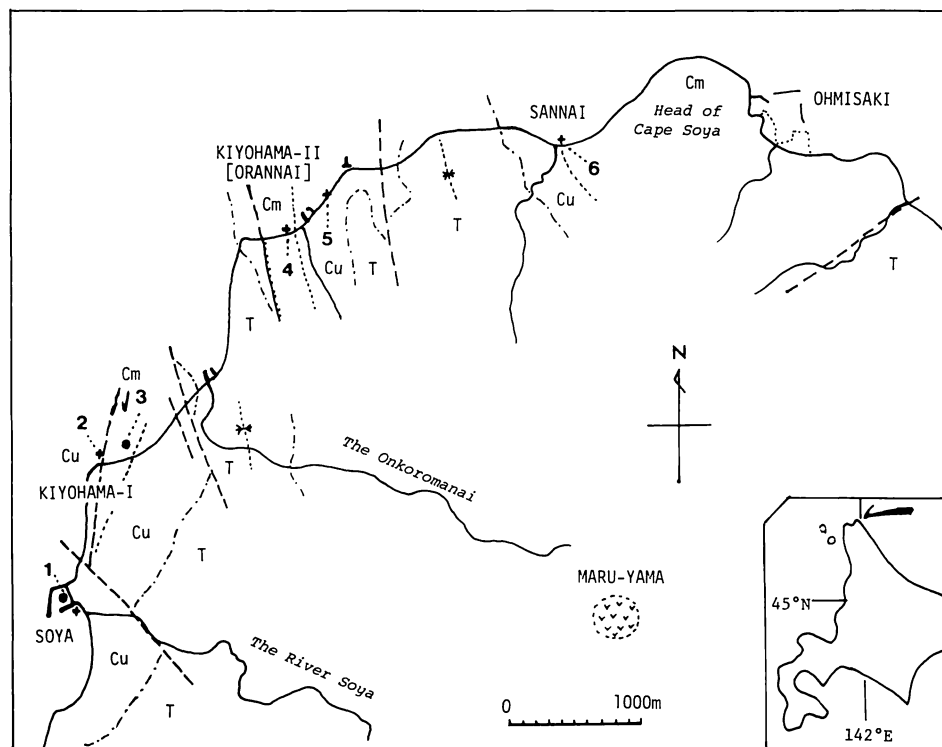 Cm
OHMISAKI
SANNAI
Head of
Cape Soya
KIYOHAMA-II
[ORANNAI]
6
Cm
Cu
5
T
Cu
T
4
T
T
N
Cm
3
2
Cu
T
The Onkoromanai
KIYOHAMA-I
Cu
T
MARU-YAMA
1
45°N
SOYA
Cu
The River Soya
T
0 1000m
142°E